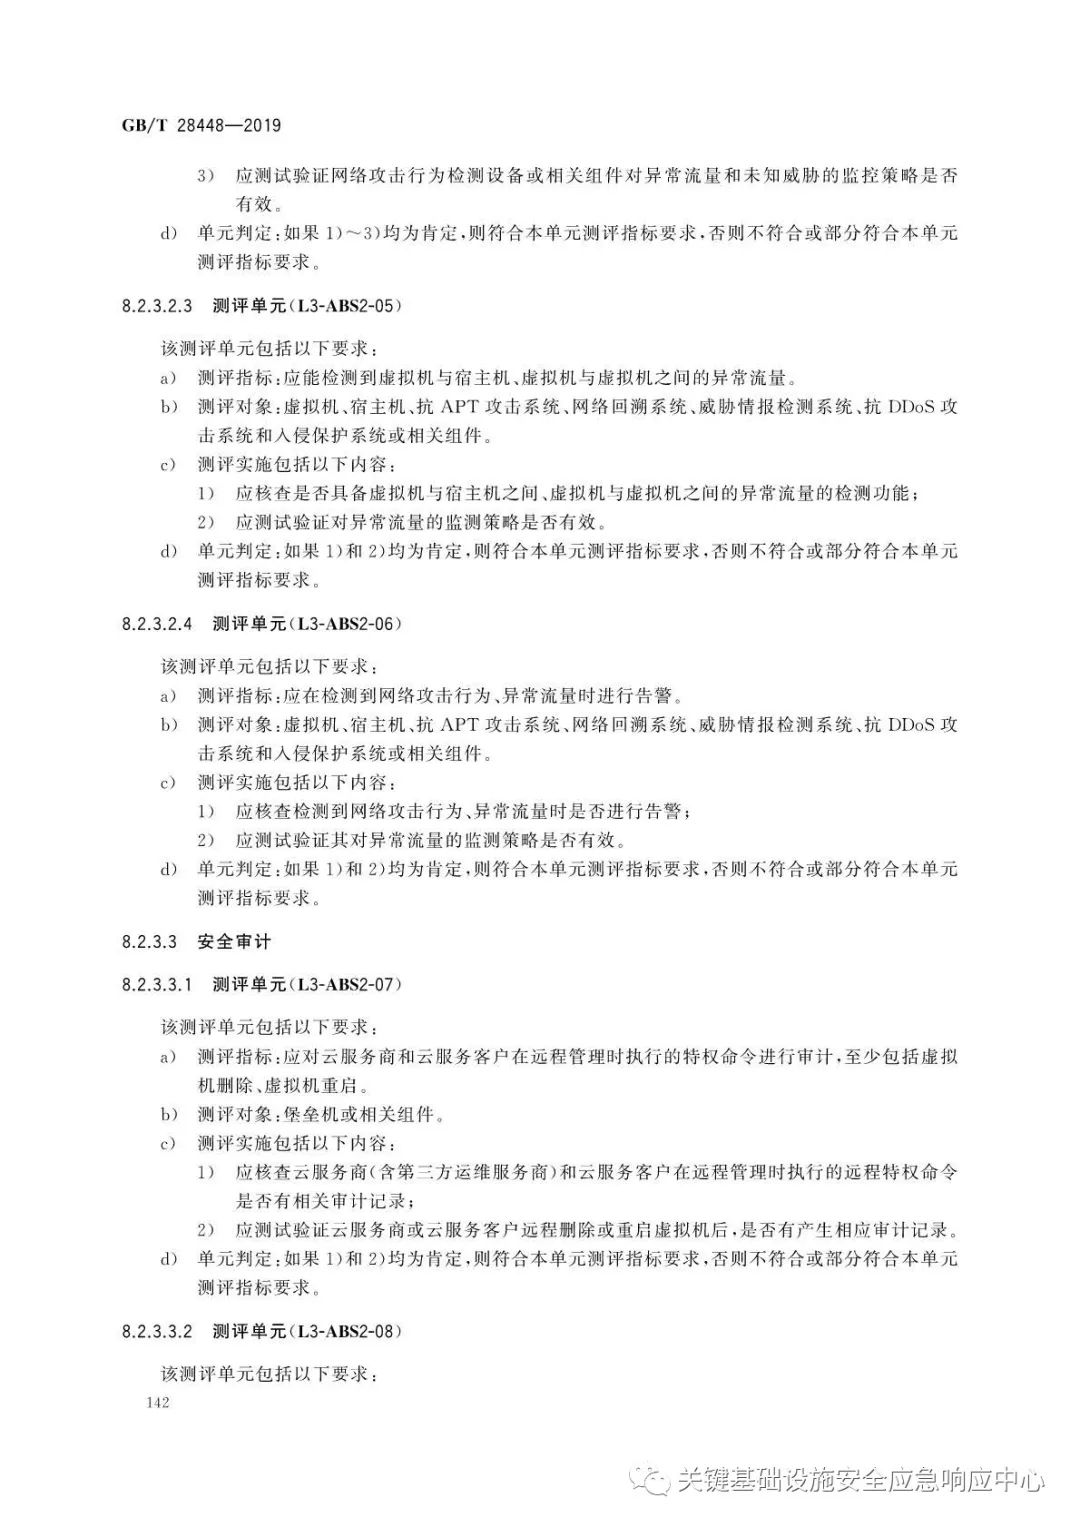 GB/T 28448—2019
3) 应测试验证网络攻击行为检测设备或相关组件对异常流量和未知威胁的监控策略是否
有效。
d) 单元判定:如果1)～3)均为肯定,则符合本单元测评指标要求,否则不符合或部分符合本单元
测评指标要求。
8.2.3.2.3 测评单元(L3-ABS2-05)
该测评单元包括以下要求:
a) 测评指标:应能检测到虚拟机与宿主机、虚拟机与虚拟机之间的异常流量。
b) 测评对象:虚拟机、宿主机、抗 APT 攻击系统、网络回溯系统、威胁情报检测系统、抗 DDoS 攻
击系统和入侵保护系统或相关组件。
c) 测评实施包括以下内容:
1) 应核查是否具备虚拟机与宿主机之间、虚拟机与虚拟机之间的异常流量的检测功能;
2) 应测试验证对异常流量的监测策略是否有效。
d) 单元判定:如果1)和2)均为肯定,则符合本单元测评指标要求,否则不符合或部分符合本单元
测评指标要求。
8.2.3.2.4 测评单元(L3-ABS2-06)
该测评单元包括以下要求:
a) 测评指标:应在检测到网络攻击行为、异常流量时进行告警。
b) 测评对象:虚拟机、宿主机、抗 APT 攻击系统、网络回溯系统、威胁情报检测系统、抗 DDoS 攻
击系统和入侵保护系统或相关组件。
c) 测评实施包括以下内容:
1) 应核查检测到网络攻击行为、异常流量时是否进行告警;
2) 应测试验证其对异常流量的监测策略是否有效。
d) 单元判定:如果1)和2)均为肯定,则符合本单元测评指标要求,否则不符合或部分符合本单元
测评指标要求。
8.2.3.3 安全审计
8.2.3.3.1 测评单元(L3-ABS2-07)
该测评单元包括以下要求:
a) 测评指标:应对云服务商和云服务客户在远程管理时执行的特权命令进行审计,至少包括虚拟
机删除、虚拟机重启。
b) 测评对象:堡垒机或相关组件。
c) 测评实施包括以下内容:
1) 应核查云服务商(含第三方运维服务商)和云服务客户在远程管理时执行的远程特权命令
是否有相关审计记录;
2) 应测试验证云服务商或云服务客户远程删除或重启虚拟机后,是否有产生相应审计记录。
d) 单元判定:如果1)和2)均为肯定,则符合本单元测评指标要求,否则不符合或部分符合本单元
测评指标要求。
8.2.3.3.2 测评单元(L3-ABS2-08)
该测评单元包括以下要求:
142
关键基础设施安全应急响应中心